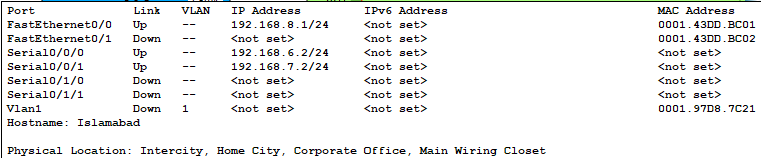 Port Link VLAN IP Address IPv6 Address MAC Address
FastEthernet0/0 Up -- 192.168.8.1/24 <not set> 0001.43DD.BC01
FastEthernet0/1 Down -- <not set> <not set> 0001.43DD.BC02
Serial0/0/0 Up -- 192.168.6.2/24 <not set> <not set>
Serial0/0/1 Up -- 192.168.7.2/24 <not set> <not set>
Serial0/1/0 Down -- <not set> <not set> <not set>
Serial0/1/1 Down -- <not set> <not set> <not set>
Vlan1 Down 1 <not set> <not set> 0001.97D8.7C21
Hostname: Islamabad
Physical Location: Intercity, Home City, Corporate Office, Main Wiring Closet